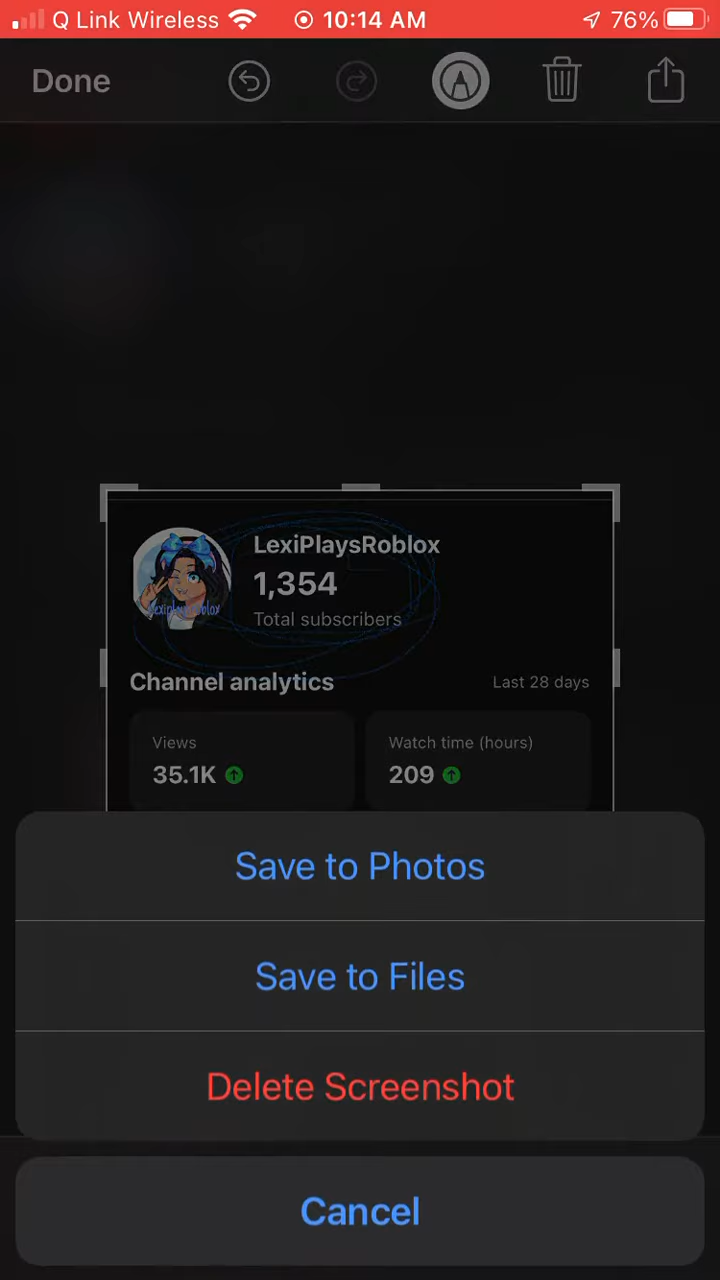 Q Link Wireless 10:14 AM 76%
Done
LexiPlaysRoblox
1,354
Total subscribers
lexiplaysroblox
Channel analytics Last 28 days
Views Watch time (hours)
35.1K 209
Save to Photos
Save to Files
Delete Screenshot
Cancel